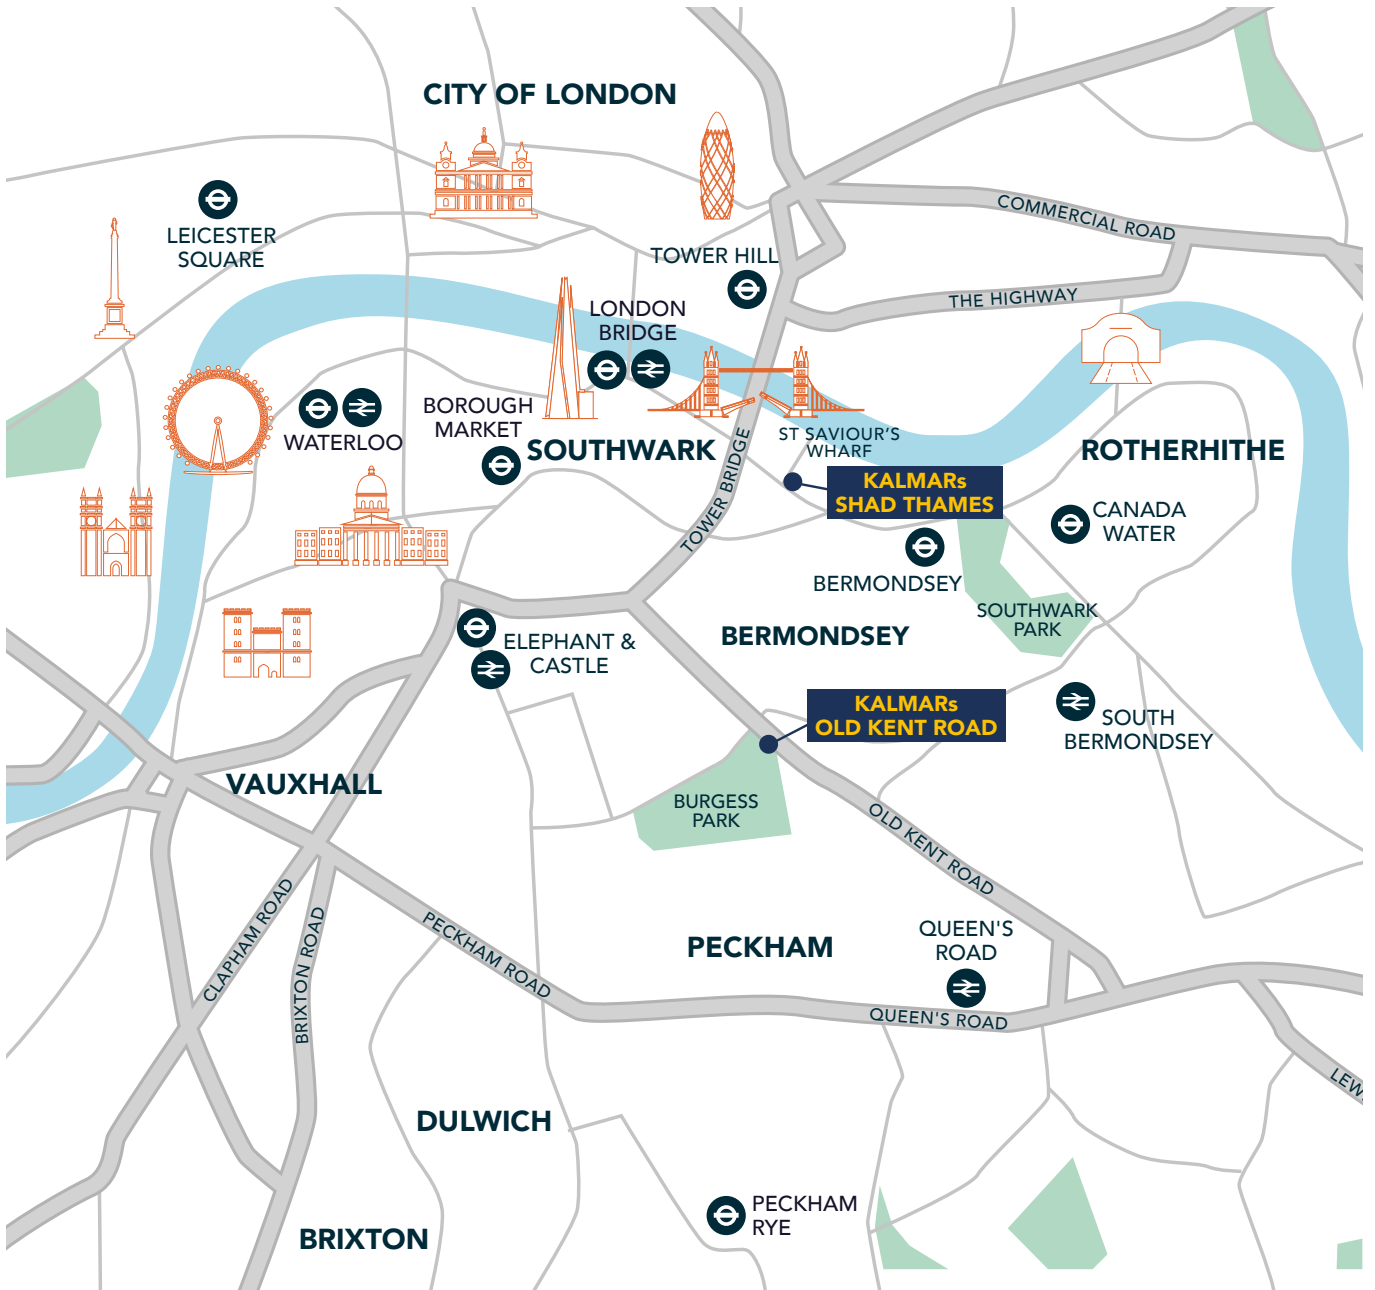 CITY OF LONDON
LEICESTER
SQUARE
COMMERCIAL ROAD
TOWER HILL
THE HIGHWAY
LONDON
BRIDGE
BOROUGH
MARKET
WATERLOO
SOUTHWARK
ST SAVIOUR'S
WHARF
ROTHERHITHE
TOWER BRIDGE
KALMARs
SHAD THAMES
CANADA
WATER
BERMONDSEY
SOUTHWARK
PARK
BERMONDSEY
ELEPHANT &
CASTLE
KALMARs
OLD KENT ROAD
SOUTH
BERMONDSEY
VAUXHALL
BURGESS
PARK
OLD KENT ROAD
CLAPHAM ROAD
BRIXTON ROAD
PECKHAM ROAD
PECKHAM
QUEEN'S
ROAD
QUEEN'S ROAD
LEW
DULWICH
PECKHAM
RYE
BRIXTON